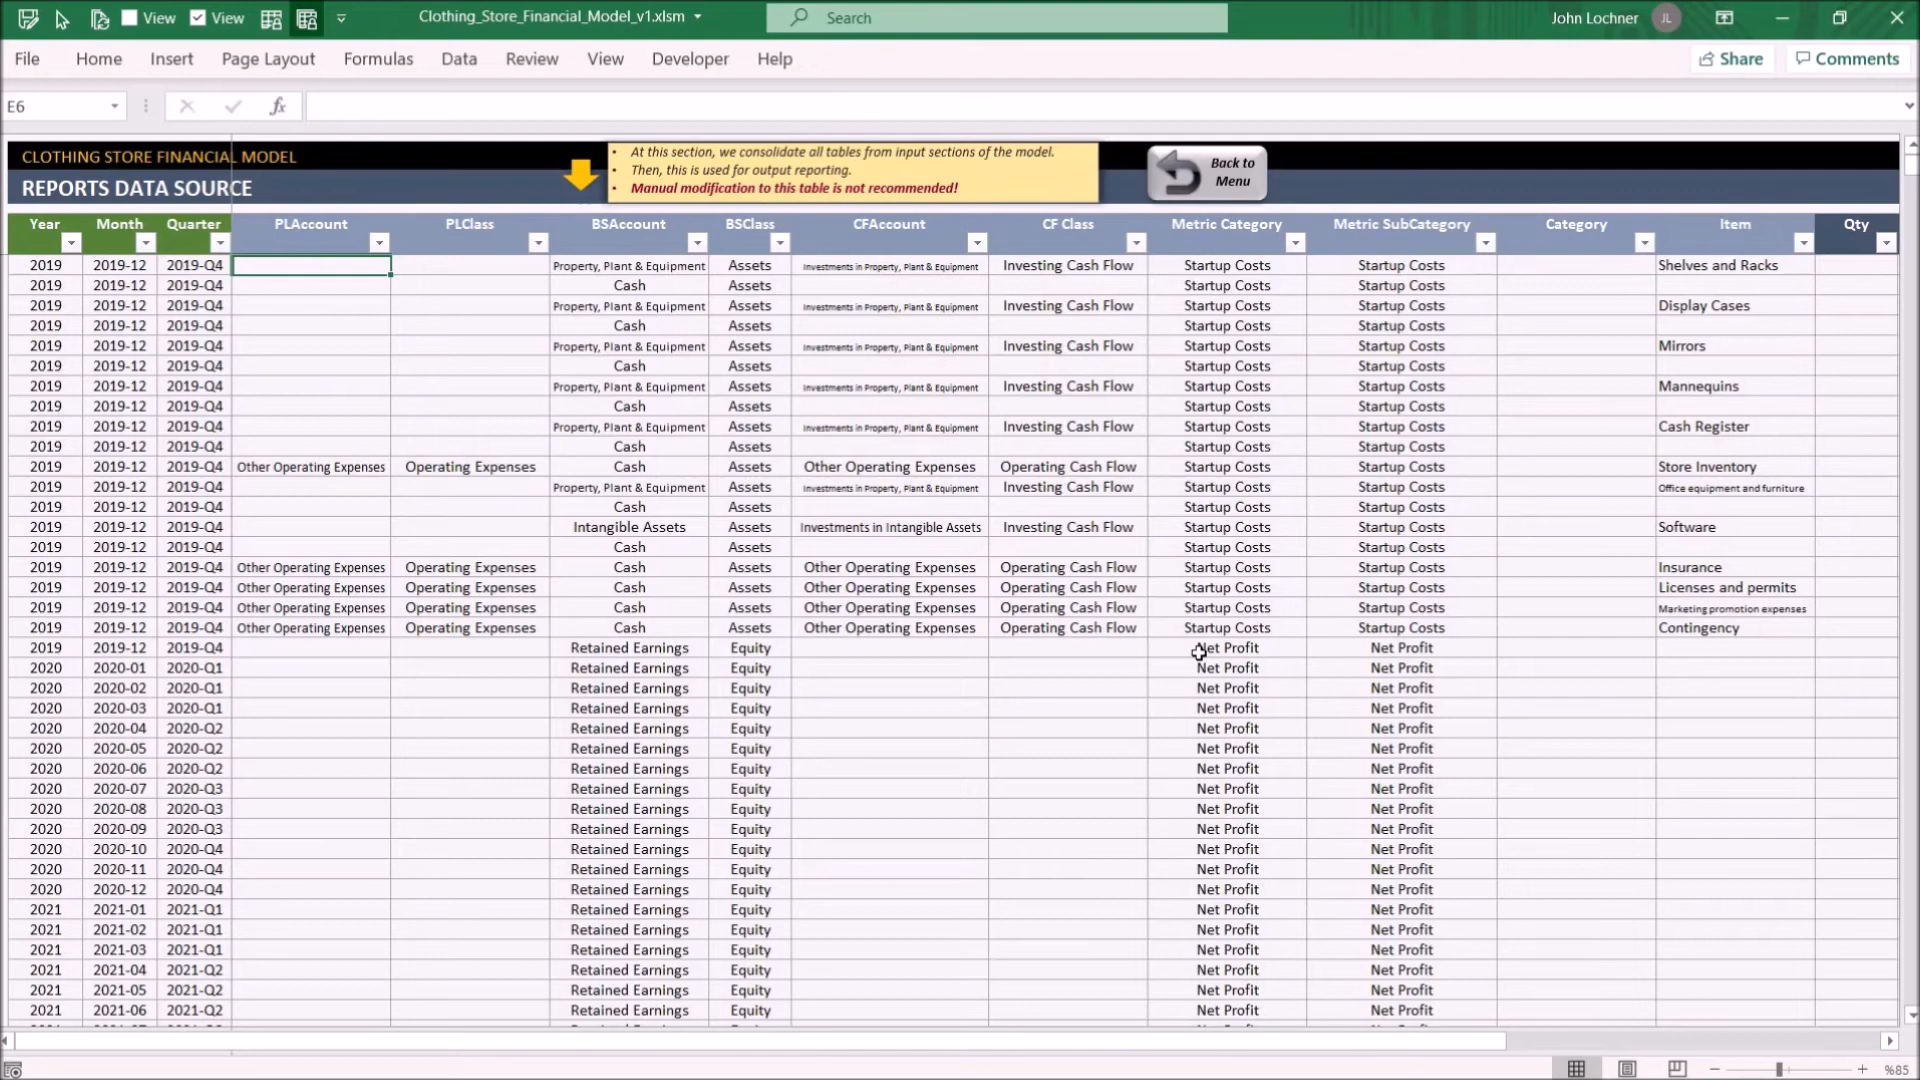 View View Clothing_Store_Financial_Model_v1.xlsm Search John Lochner JL
File Home Insert Page Layout Formulas Data Review View Developer Help Share Comments
E6 fx
CLOTHING STORE FINANCIAL MODEL
REPORTS DATA SOURCE
• At this section, we consolidate all tables from input sections of the model.
• Then, this is used for output reporting.
• Manual modification to this table is not recommended!
Back to
Menu
Year Month Quarter PLAccount PLClass BSAccount BSClass CFAccount CF Class Metric Category Metric SubCategory Category Item Qty
2019 2019-12 2019-Q4 Property, Plant & Equipment Assets Investments in Property, Plant & Equipment Investing Cash Flow Startup Costs Startup Costs Shelves and Racks
2019 2019-12 2019-Q4 Cash Assets Startup Costs Startup Costs
2019 2019-12 2019-Q4 Property, Plant & Equipment Assets Investments in Property, Plant & Equipment Investing Cash Flow Startup Costs Startup Costs Display Cases
2019 2019-12 2019-Q4 Cash Assets Startup Costs Startup Costs
2019 2019-12 2019-Q4 Property, Plant & Equipment Assets Investments in Property, Plant & Equipment Investing Cash Flow Startup Costs Startup Costs Mirrors
2019 2019-12 2019-Q4 Cash Assets Startup Costs Startup Costs
2019 2019-12 2019-Q4 Property, Plant & Equipment Assets Investments in Property, Plant & Equipment Investing Cash Flow Startup Costs Startup Costs Mannequins
2019 2019-12 2019-Q4 Cash Assets Startup Costs Startup Costs
2019 2019-12 2019-Q4 Property, Plant & Equipment Assets Investments in Property, Plant & Equipment Investing Cash Flow Startup Costs Startup Costs Cash Register
2019 2019-12 2019-Q4 Cash Assets Startup Costs Startup Costs
2019 2019-12 2019-Q4 Other Operating Expenses Operating Expenses Cash Assets Other Operating Expenses Operating Cash Flow Startup Costs Startup Costs Store Inventory
2019 2019-12 2019-Q4 Property, Plant & Equipment Assets Investments in Property, Plant & Equipment Investing Cash Flow Startup Costs Startup Costs Office equipment and furniture
2019 2019-12 2019-Q4 Cash Assets Startup Costs Startup Costs
2019 2019-12 2019-Q4 Intangible Assets Assets Investments in Intangible Assets Investing Cash Flow Startup Costs Startup Costs Software
2019 2019-12 2019-Q4 Cash Assets Startup Costs Startup Costs
2019 2019-12 2019-Q4 Other Operating Expenses Operating Expenses Cash Assets Other Operating Expenses Operating Cash Flow Startup Costs Startup Costs Insurance
2019 2019-12 2019-Q4 Other Operating Expenses Operating Expenses Cash Assets Other Operating Expenses Operating Cash Flow Startup Costs Startup Costs Licenses and permits
2019 2019-12 2019-Q4 Other Operating Expenses Operating Expenses Cash Assets Other Operating Expenses Operating Cash Flow Startup Costs Startup Costs Marketing promotion expenses
2019 2019-12 2019-Q4 Other Operating Expenses Operating Expenses Cash Assets Other Operating Expenses Operating Cash Flow Startup Costs Startup Costs Contingency
2019 2019-12 2019-Q4 Retained Earnings Equity Net Profit Net Profit
2020 2020-01 2020-Q1 Retained Earnings Equity Net Profit Net Profit
2020 2020-02 2020-Q1 Retained Earnings Equity Net Profit Net Profit
2020 2020-03 2020-Q1 Retained Earnings Equity Net Profit Net Profit
2020 2020-04 2020-Q2 Retained Earnings Equity Net Profit Net Profit
2020 2020-05 2020-Q2 Retained Earnings Equity Net Profit Net Profit
2020 2020-06 2020-Q2 Retained Earnings Equity Net Profit Net Profit
2020 2020-07 2020-Q3 Retained Earnings Equity Net Profit Net Profit
2020 2020-08 2020-Q3 Retained Earnings Equity Net Profit Net Profit
2020 2020-09 2020-Q3 Retained Earnings Equity Net Profit Net Profit
2020 2020-10 2020-Q4 Retained Earnings Equity Net Profit Net Profit
2020 2020-11 2020-Q4 Retained Earnings Equity Net Profit Net Profit
2020 2020-12 2020-Q4 Retained Earnings Equity Net Profit Net Profit
2021 2021-01 2021-Q1 Retained Earnings Equity Net Profit Net Profit
2021 2021-02 2021-Q1 Retained Earnings Equity Net Profit Net Profit
2021 2021-03 2021-Q1 Retained Earnings Equity Net Profit Net Profit
2021 2021-04 2021-Q2 Retained Earnings Equity Net Profit Net Profit
2021 2021-05 2021-Q2 Retained Earnings Equity Net Profit Net Profit
2021 2021-06 2021-Q2 Retained Earnings Equity Net Profit Net Profit
%85